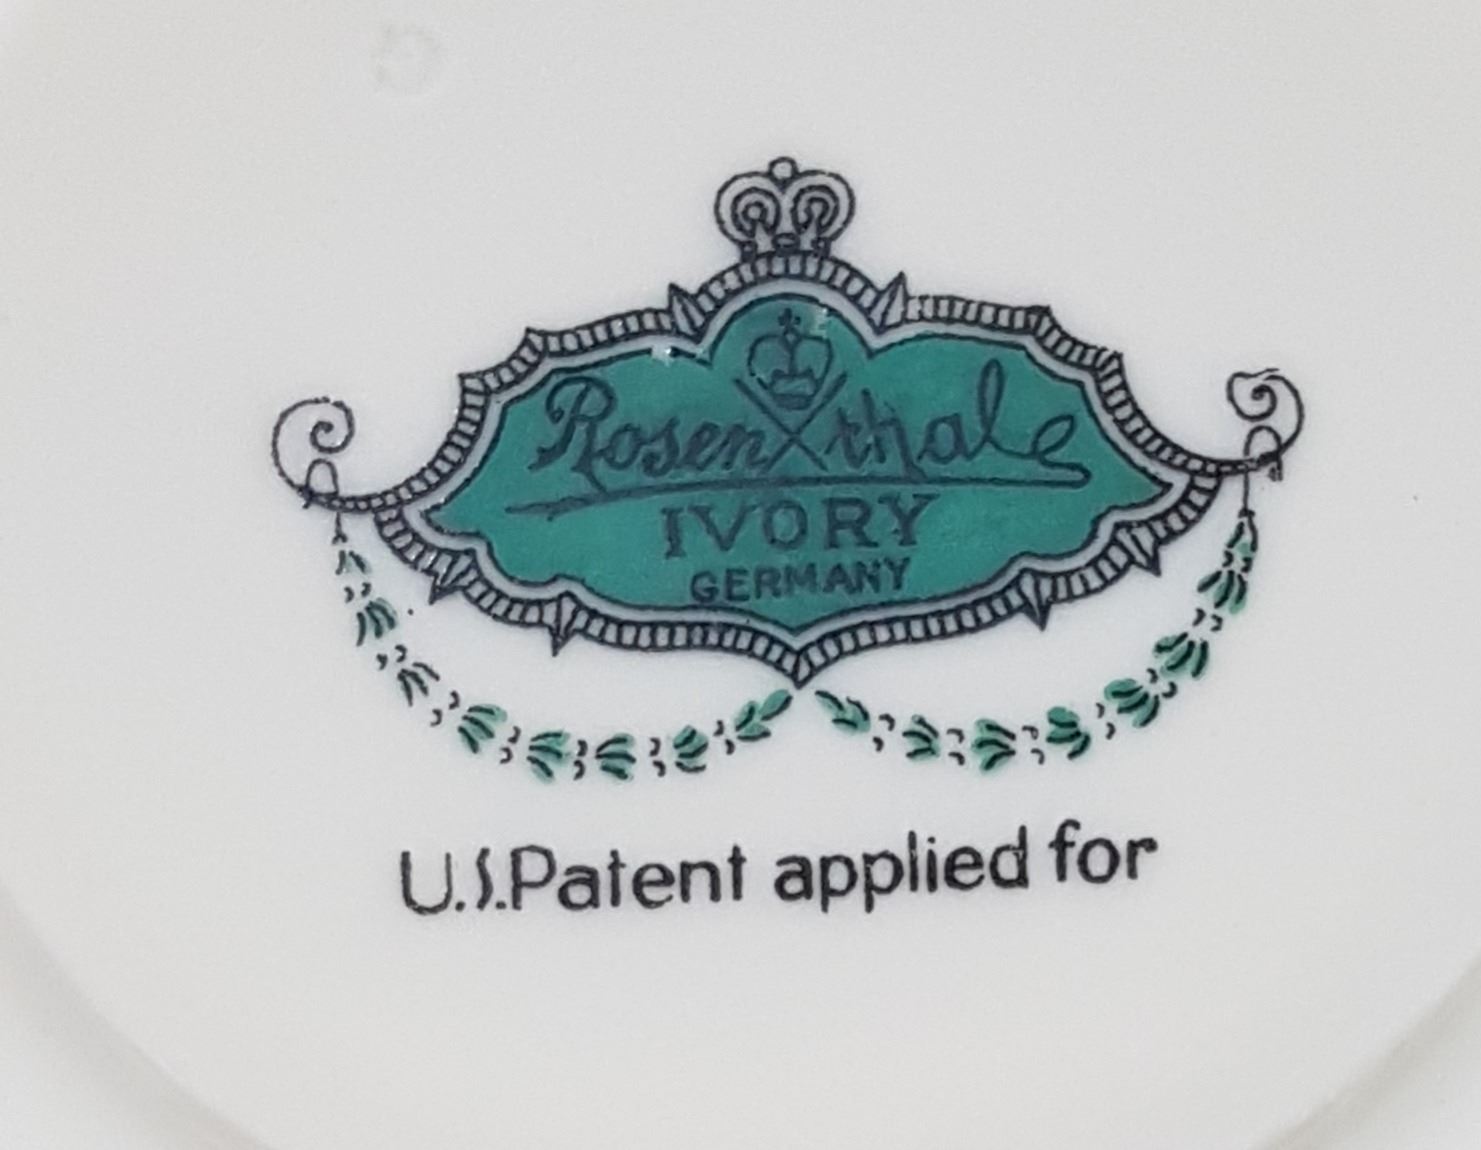 Rosenthal
IVORY
GERMANY
U.S.Patent applied for